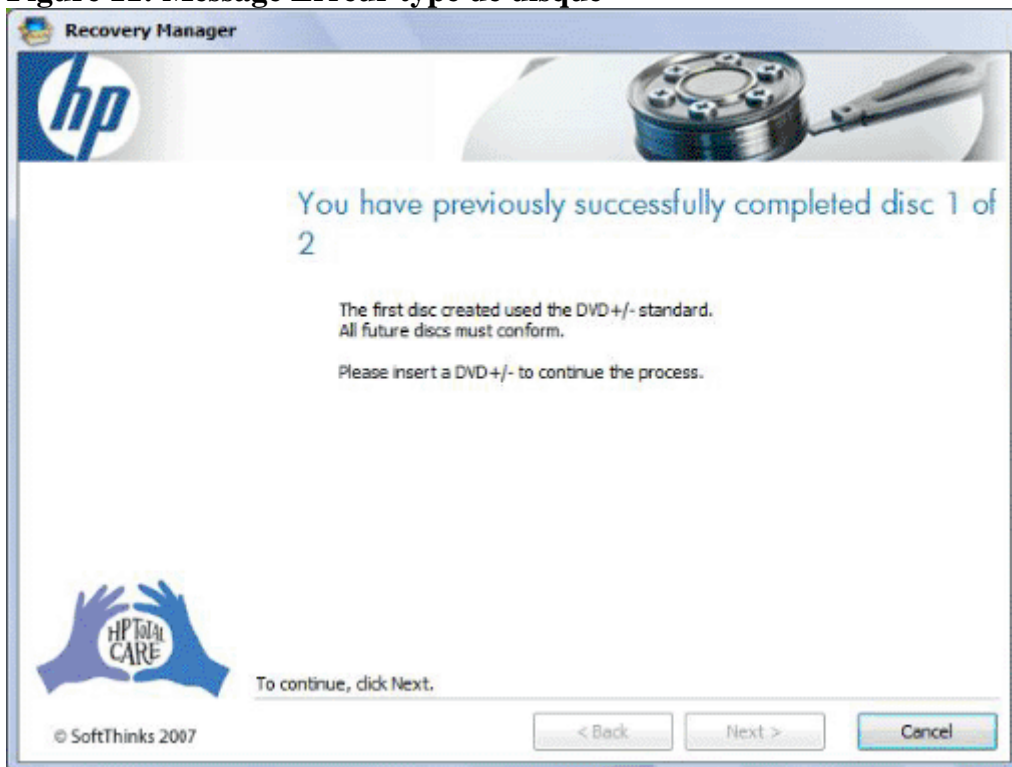 Figure 11: Message Erreur type de disque
Recovery Manager
hp
You have previously successfully completed disc 1 of
2
The first disc created used the DVD+/- standard.
All future discs must conform.
Please insert a DVD+/- to continue the process.
HP TOTAL
CARE
To continue, click Next.
© SoftThinks 2007
< Back
Next >
Cancel